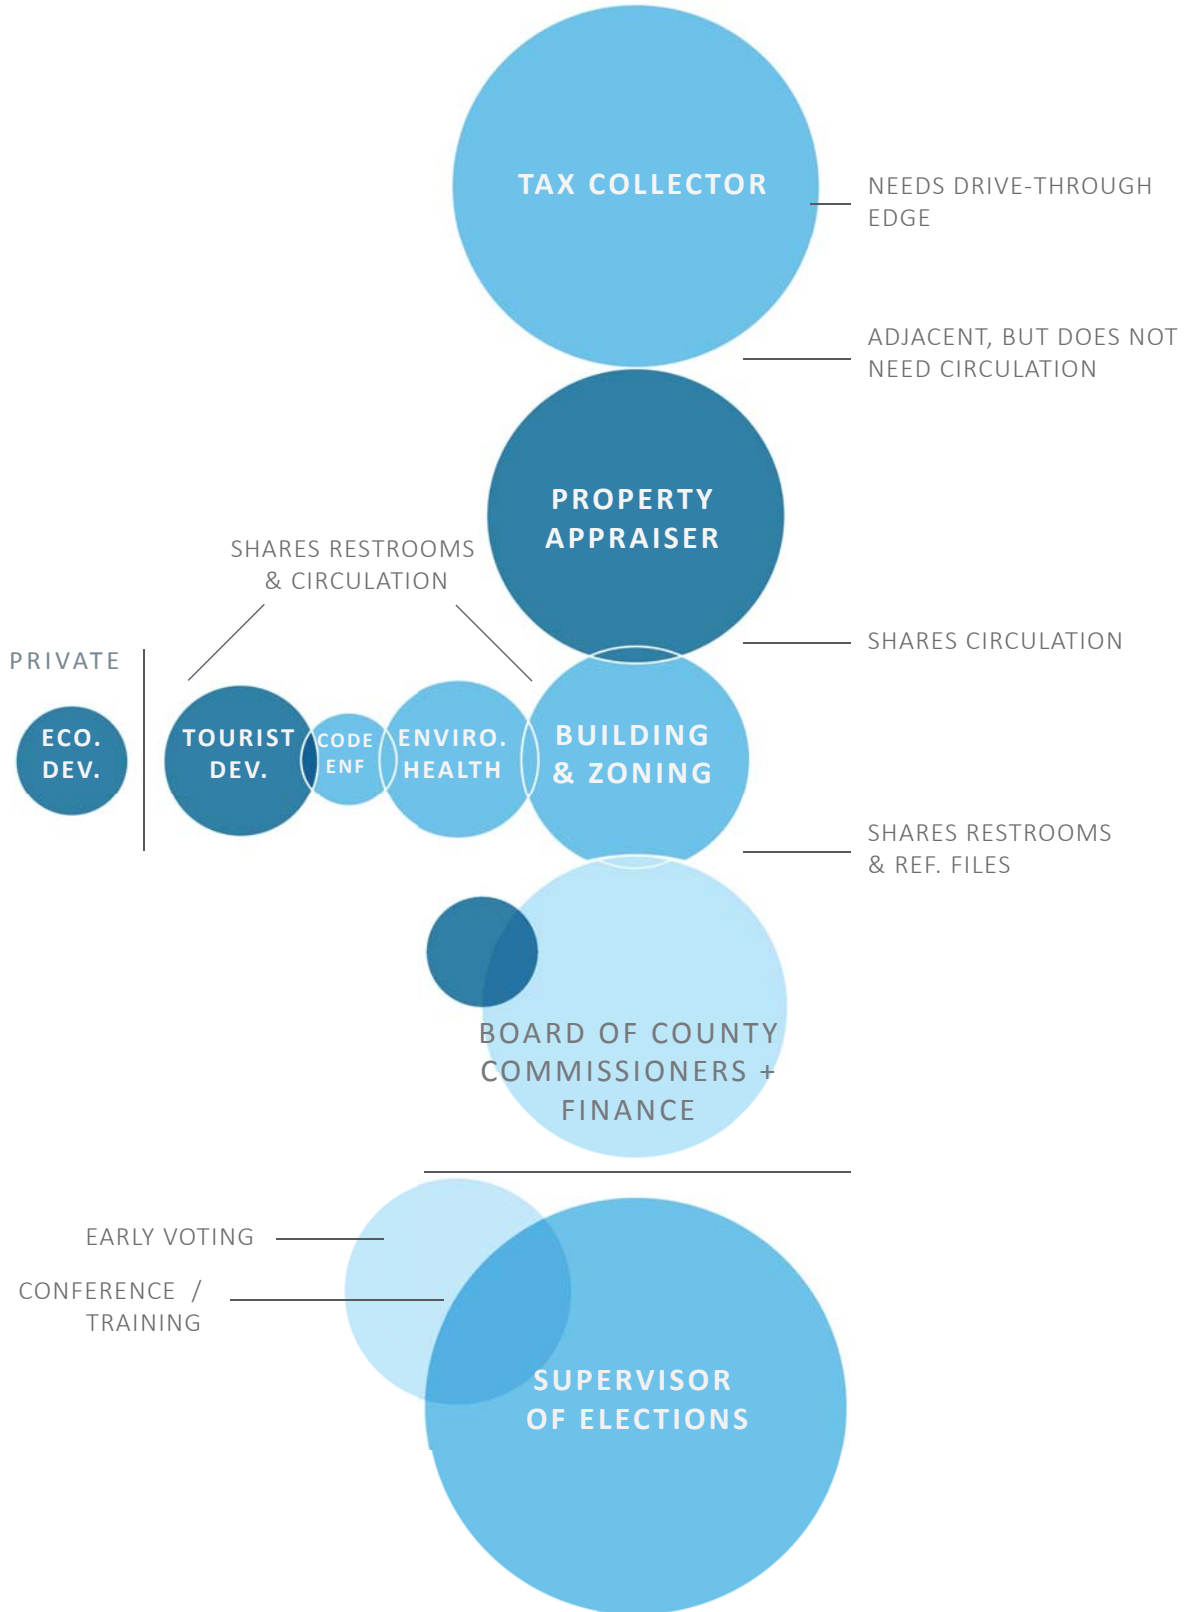 TAX COLLECTOR
NEEDS DRIVE-THROUGH
EDGE
ADJACENT, BUT DOES NOT
NEED CIRCULATION
PROPERTY
APPRAISER
SHARES RESTROOMS
& CIRCULATION
SHARES CIRCULATION
PRIVATE
ECO.
DEV.
TOURIST
DEV.
CODE
ENF
ENVIRO.
HEALTH
BUILDING
& ZONING
SHARES RESTROOMS
& REF. FILES
BOARD OF COUNTY
COMMISSIONERS +
FINANCE
EARLY VOTING
CONFERENCE /
TRAINING
SUPERVISOR
OF ELECTIONS